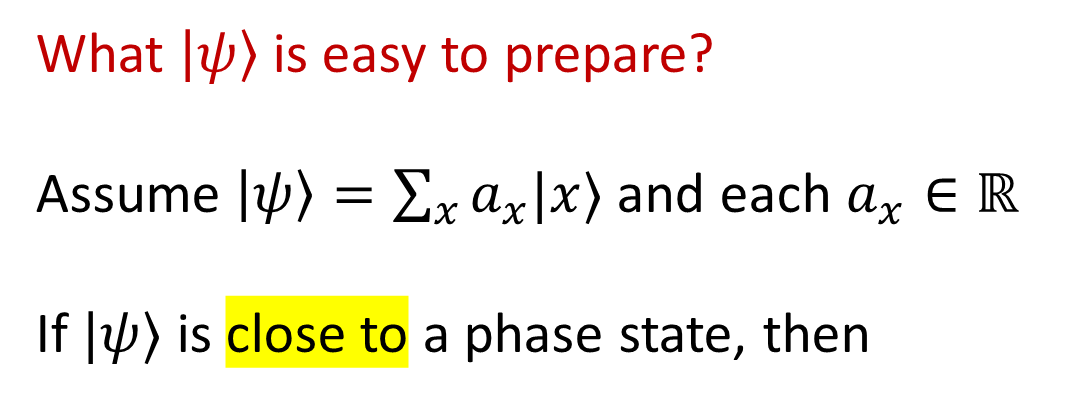 What |ψ⟩ is easy to prepare?
Assume |ψ⟩ = ∑ₓ 𝑎ₓ|𝑥⟩ and each 𝑎ₓ ∈ ℝ
If |ψ⟩ is close to a phase state, then